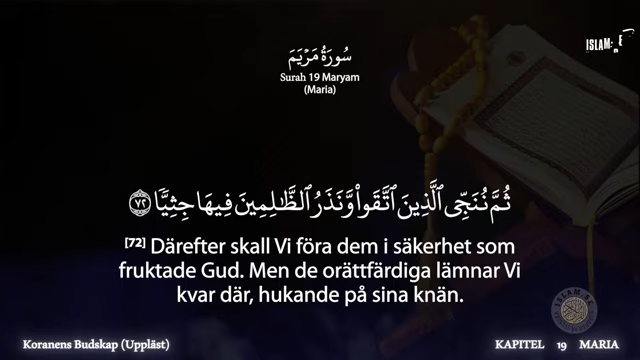 سُورَةُ مَرْيَمَ
Surah 19 Maryam
(Maria)
ثُمَّ نُنَجِّى ٱلَّذِينَ ٱتَّقَوا۟ وَّنَذَرُ ٱلظَّـٰلِمِينَ فِيهَا جِثِيًّا ٧٢
[72] Därefter skall Vi föra dem i säkerhet som
fruktade Gud. Men de orättfärdiga lämnar Vi
kvar där, hukande på sina knän.
Koranens Budskap (Uppläst)
KAPITEL 19 MARIA